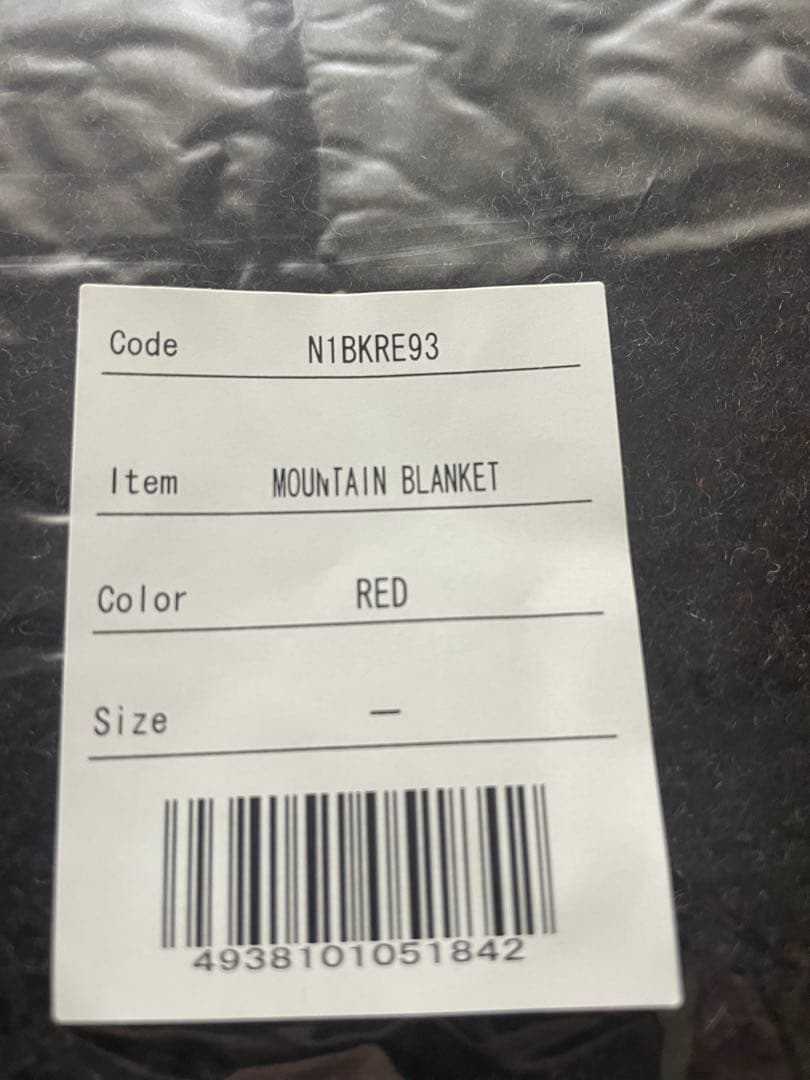 Code N1BKRE93
Item MOUNTAIN BLANKET
Color RED
Size —
4938101051842